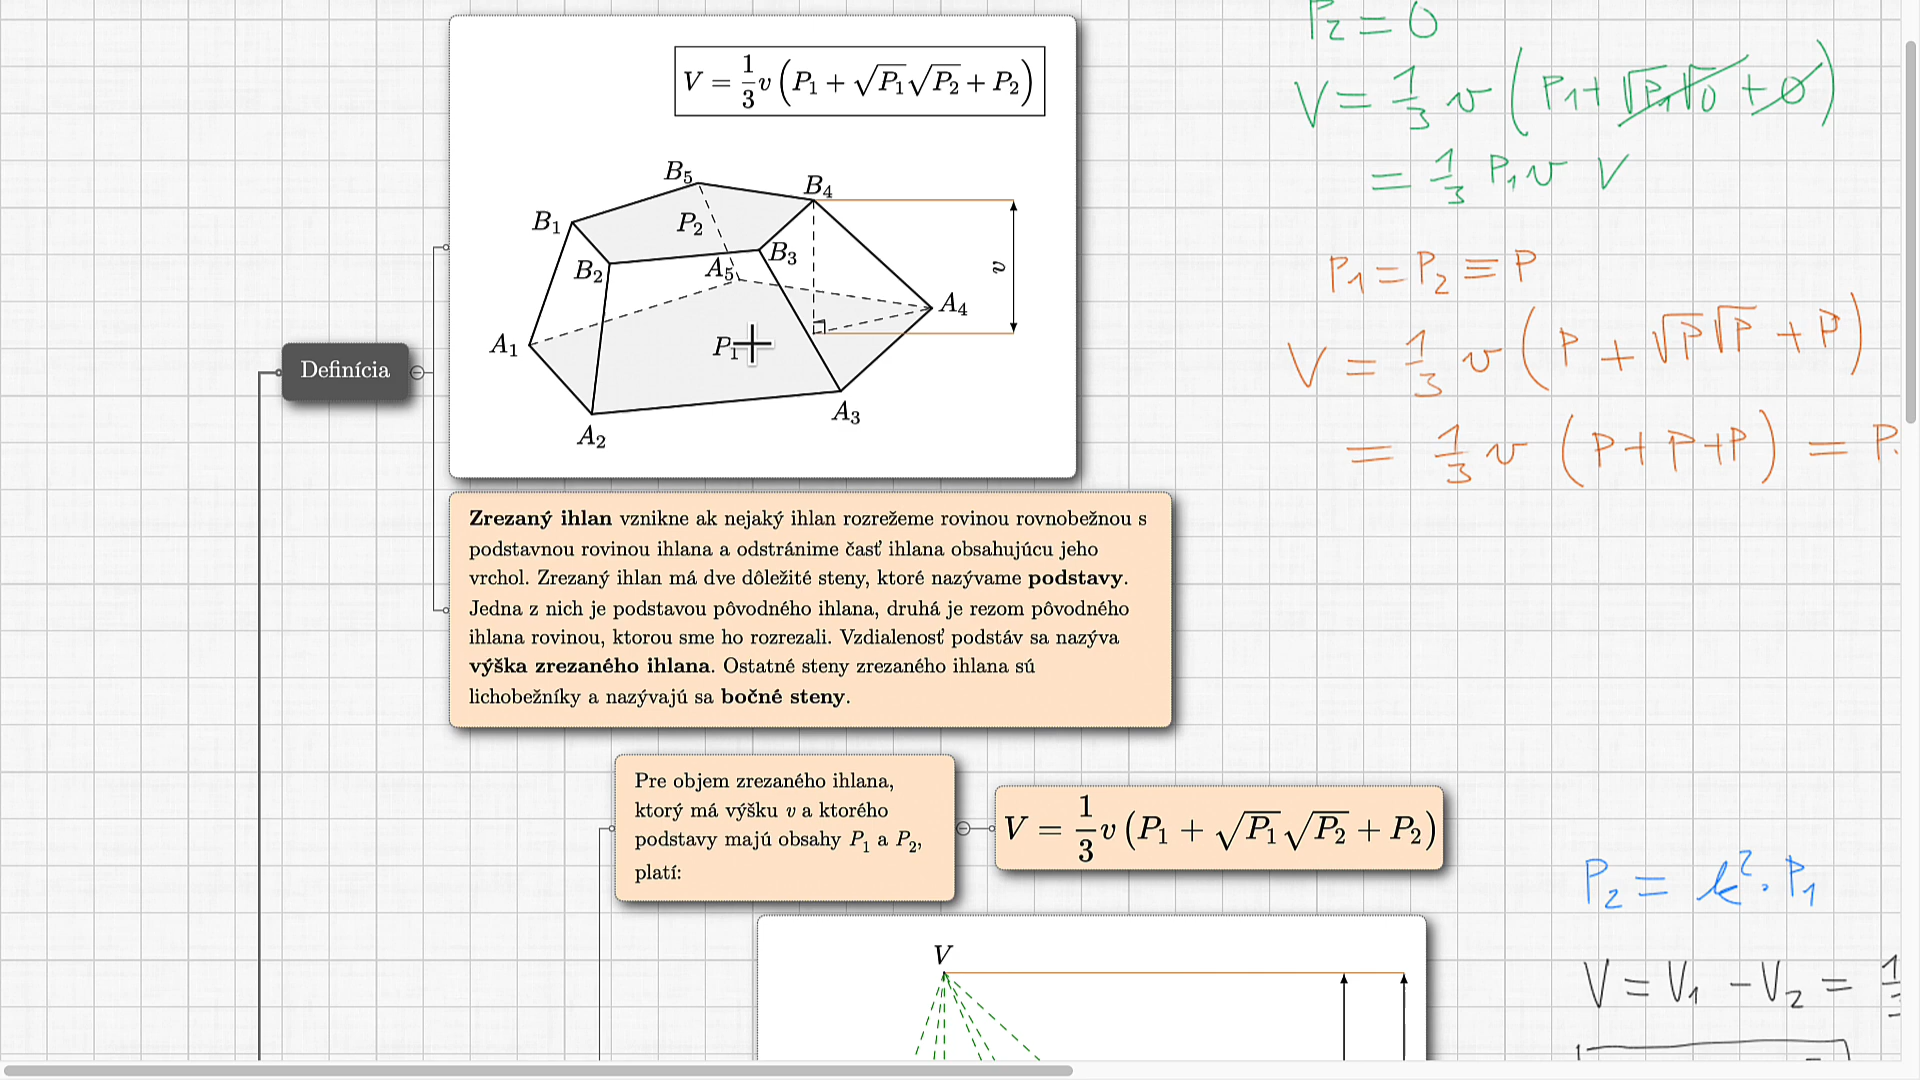 Definícia
V = 1/3 v (P₁ + √P₁ √P₂ + P₂)
B₅
B₄
B₁
P₂
B₃
B₂
A₅
v
A₄
A₁
P₁
A₃
A₂
Zrezaný ihlan vznikne ak nejaký ihlan rozrežeme rovinou rovnobežnou s
podstavnou rovinou ihlana a odstránime časť ihlana obsahujúcu jeho
vrchol. Zrezaný ihlan má dve dôležité steny, ktoré nazývame podstavy.
Jedna z nich je podstavou pôvodného ihlana, druhá je rezom pôvodného
ihlana rovinou, ktorou sme ho rozrezali. Vzdialenosť podstáv sa nazýva
výška zrezaného ihlana. Ostatné steny zrezaného ihlana sú
lichobežníky a nazývajú sa bočné steny.
Pre objem zrezaného ihlana,
ktorý má výšku v a ktorého
podstavy majú obsahy P₁ a P₂,
platí:
V = 1/3 v (P₁ + √P₁ √P₂ + P₂)
V
P₂ = 0
V = 1/3 v (P₁ + √P₁ √0 + 0)
= 1/3 P₁ v V
P₁ = P₂ ≡ P
V = 1/3 v (P + √P √P + P)
= 1/3 v (P + P + P) = P.
P₂ = k² . P₁
V = V₁ - V₂ = 1/3